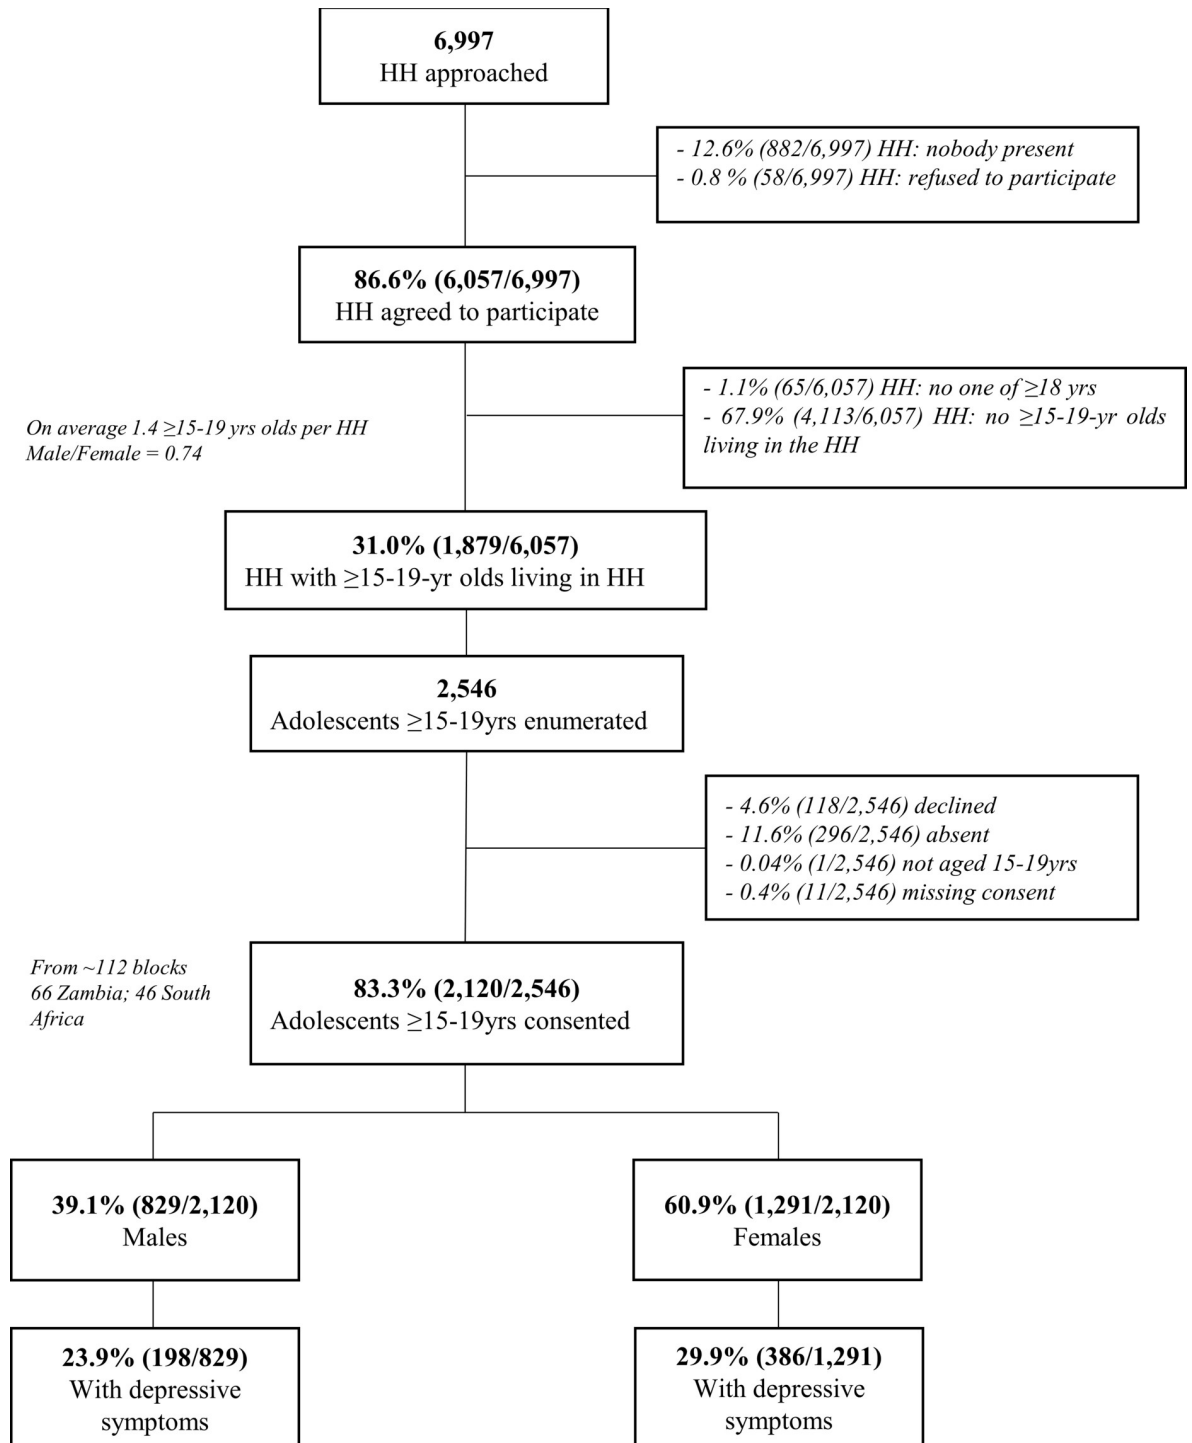 6,997
HH approached
- 12.6% (882/6,997) HH: nobody present
- 0.8 % (58/6,997) HH: refused to participate
86.6% (6,057/6,997)
HH agreed to participate
- 1.1% (65/6,057) HH: no one of ≥18 yrs
- 67.9% (4,113/6,057) HH: no ≥15-19-yr olds
living in the HH
On average 1.4 ≥15-19 yrs olds per HH
Male/Female = 0.74
31.0% (1,879/6,057)
HH with ≥15-19-yr olds living in HH
2,546
Adolescents ≥15-19yrs enumerated
- 4.6% (118/2,546) declined
- 11.6% (296/2,546) absent
- 0.04% (1/2,546) not aged 15-19yrs
- 0.4% (11/2,546) missing consent
From ~112 blocks
66 Zambia; 46 South
Africa
83.3% (2,120/2,546)
Adolescents ≥15-19yrs consented
39.1% (829/2,120)
Males
60.9% (1,291/2,120)
Females
23.9% (198/829)
With depressive
symptoms
29.9% (386/1,291)
With depressive
symptoms